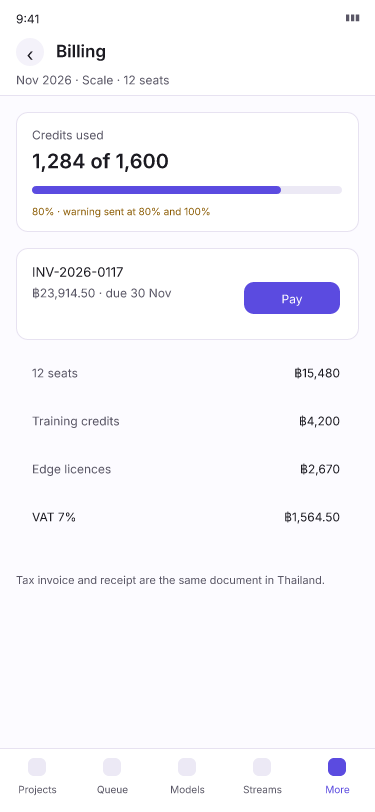 9:41
Billing
Nov 2026 · Scale · 12 seats
Credits used
1,284 of 1,600
80% · warning sent at 80% and 100%
INV-2026-0117
฿23,914.50 · due 30 Nov
Pay
12 seats ฿15,480
Training credits ฿4,200
Edge licences ฿2,670
VAT 7% ฿1,564.50
Tax invoice and receipt are the same document in Thailand.
Projects Queue Models Streams More